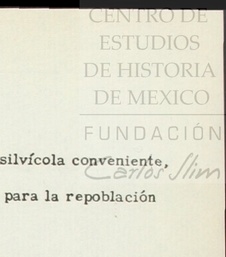 CENTRO DE
ESTUDIOS
DE HISTORIA
DE MEXICO
FUNDACIÓN
Carlos Slim
silvícola conveniente,
para la repoblación